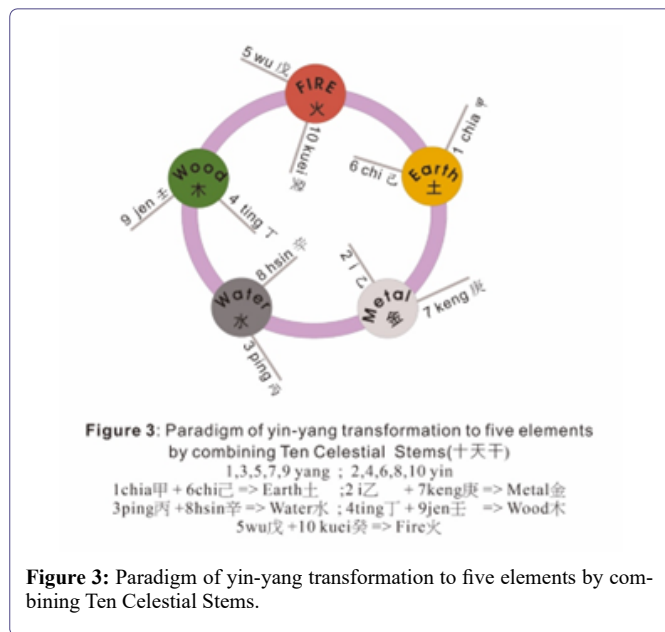 5 wu 戊
FIRE
火
10 kuei 癸
1 chia 甲
6 chi 己
Earth
土
Wood
木
9 jen 壬
4 ting 丁
8 hsin 辛
Water
水
3 ping 丙
2 i 乙
Metal
金
7 keng 庚
Figure 3: Paradigm of yin-yang transformation to five elements
by combining Ten Celestial Stems(十天干)
1,3,5,7,9 yang ; 2,4,6,8,10 yin
1chia甲 + 6chi己 => Earth土 ;2 i乙 + 7keng庚 => Metal金
3ping丙 +8hsin辛 => Water水 ; 4ting丁 + 9jen壬 => Wood木
5wu戊 +10 kuei癸 => Fire火
Figure 3: Paradigm of yin-yang transformation to five elements by com-
bining Ten Celestial Stems.